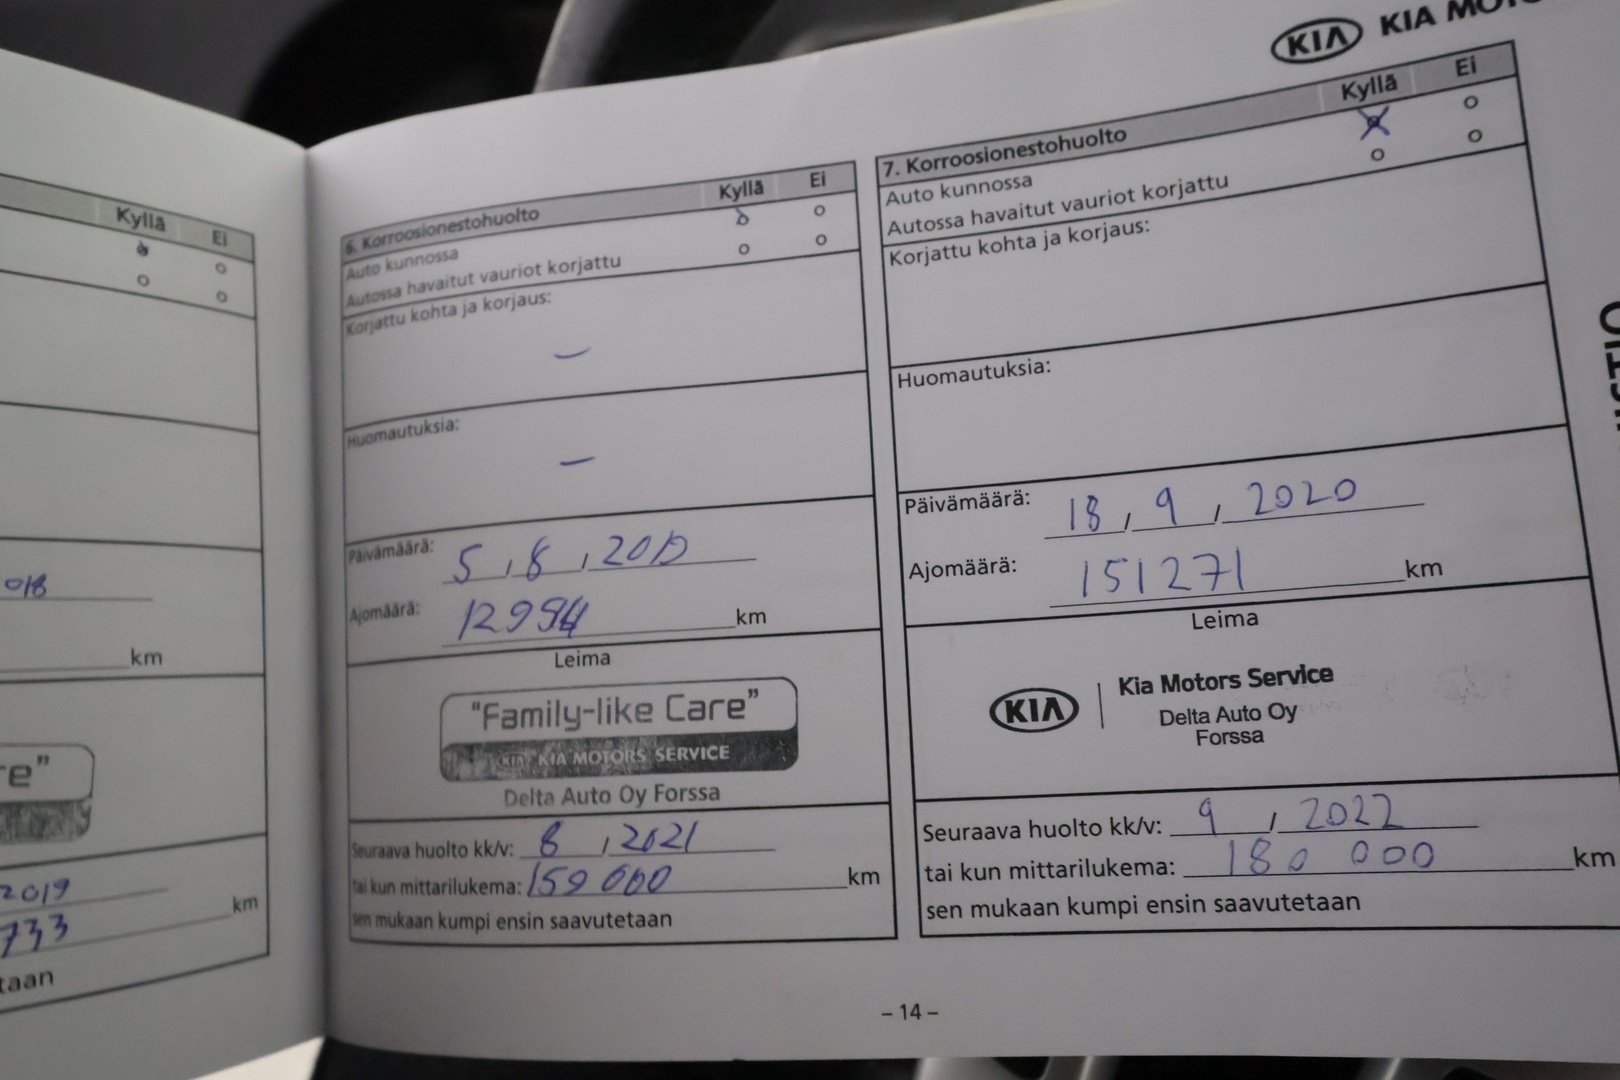 Kyllä Ei
018
km
re”
2019
733 km
taan
6. Korroosionestohuolto Kyllä Ei
Auto kunnossa
Autossa havaitut vauriot korjattu
Korjattu kohta ja korjaus:
–
Huomautuksia:
–
Päivämäärä: 5 , 8 ,
Ajomäärä: km
Leima
“Family-like Care”
KIA KIA MOTORS SERVICE
Delta Auto Oy Forssa
Seuraava huolto kk/v: 8 , 2021
tai kun mittarilukema: 159 000 km
sen mukaan kumpi ensin saavutetaan
KIA KIA
7. Korroosionestohuolto Kyllä Ei
Auto kunnossa
Autossa havaitut vauriot korjattu
Korjattu kohta ja korjaus:
Huomautuksia:
Päivämäärä: 18 , 9 , 2020
Ajomäärä: 151271 km
Leima
KIA Kia Motors Service
Delta Auto Oy
Forssa
Seuraava huolto kk/v: 9 , 2022
tai kun mittarilukema: 180 000 km
sen mukaan kumpi ensin saavutetaan
– 14 –